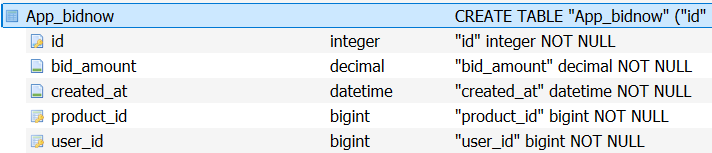 App_bidnow CREATE TABLE "App_bidnow" ("id"
id integer "id" integer NOT NULL
bid_amount decimal "bid_amount" decimal NOT NULL
created_at datetime "created_at" datetime NOT NULL
product_id bigint "product_id" bigint NOT NULL
user_id bigint "user_id" bigint NOT NULL